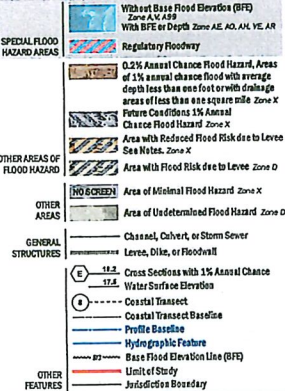 SPECIAL FLOOD
HAZARD AREAS
Without Base Flood Elevation (BFE)
Zone A, V, A99
With BFE or Depth Zone AE, AO, AH, VE, AR
Regulatory Floodway
OTHER AREAS OF
FLOOD HAZARD
0.2% Annual Chance Flood Hazard, Areas
of 1% annual chance flood with average
depth less than one foot or with drainage
areas of less than one square mile Zone X
Future Conditions 1% Annual
Chance Flood Hazard Zone X
Area with Reduced Flood Risk due to Levee
See Notes. Zone X
Area with Flood Risk due to Levee Zone D
OTHER
AREAS
NO SCREEN Area of Minimal Flood Hazard Zone X
Area of Undetermined Flood Hazard Zone D
GENERAL
STRUCTURES
Channel, Culvert, or Storm Sewer
Levee, Dike, or Floodwall
OTHER
FEATURES
E 18.2 Cross Sections with 1% Annual Chance
17.5 Water Surface Elevation
8 Coastal Transect
Coastal Transect Baseline
Profile Baseline
Hydrographic Feature
513 Base Flood Elevation Line (BFE)
Limit of Study
Jurisdiction Boundary